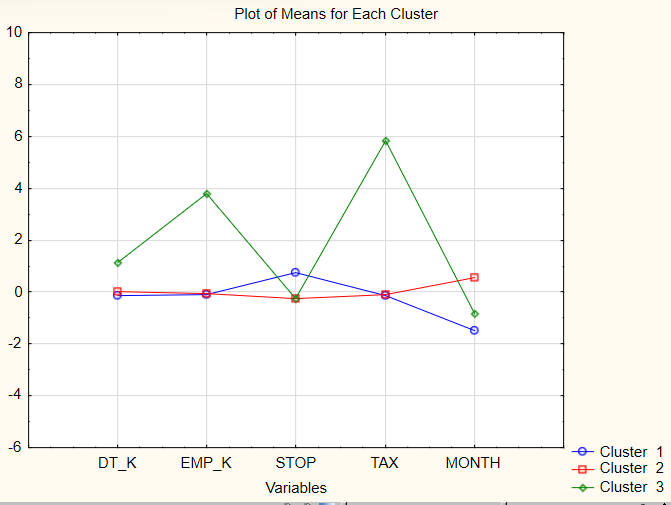 Plot of Means for Each Cluster
10
8
6
4
2
0
-2
-4
-6
DT_K EMP_K STOP TAX MONTH
Variables
Cluster 1
Cluster 2
Cluster 3